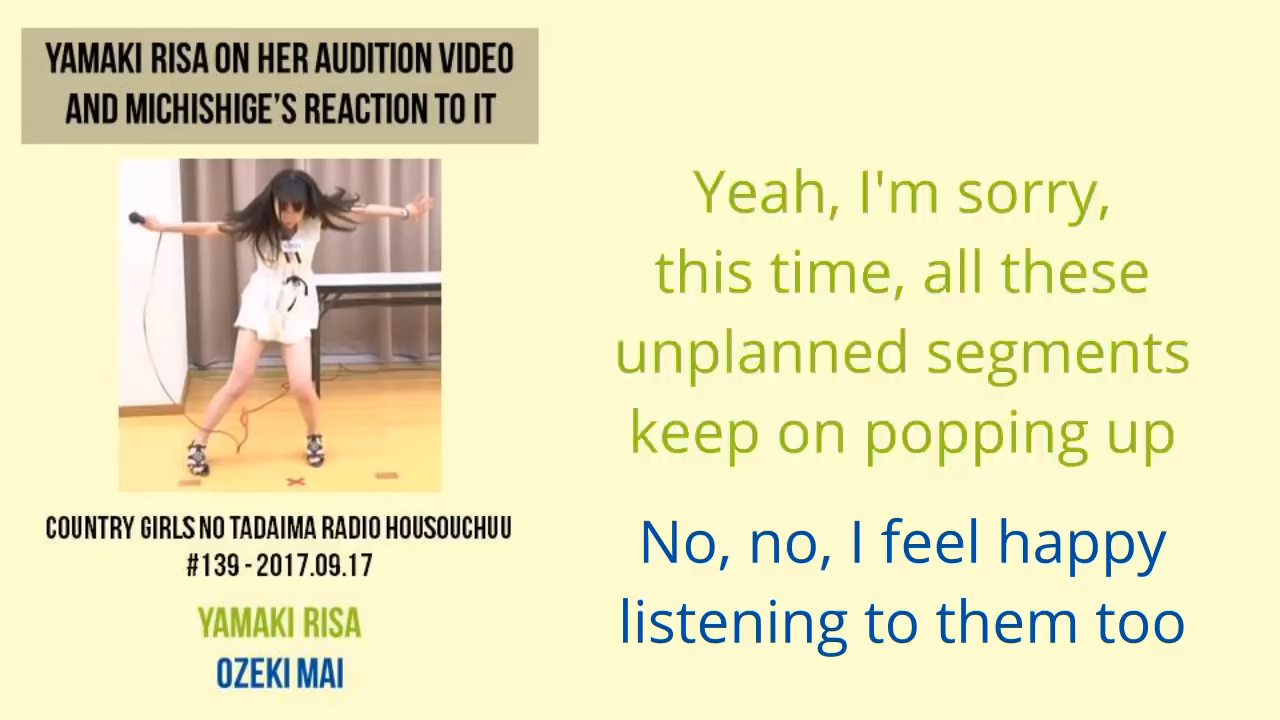 YAMAKI RISA ON HER AUDITION VIDEO
AND MICHISHIGE'S REACTION TO IT
COUNTRY GIRLS NO TADAIMA RADIO HOUSOUCHUU
#139 - 2017.09.17
YAMAKI RISA
OZEKI MAI
Yeah, I'm sorry,
this time, all these
unplanned segments
keep on popping up
No, no, I feel happy
listening to them too